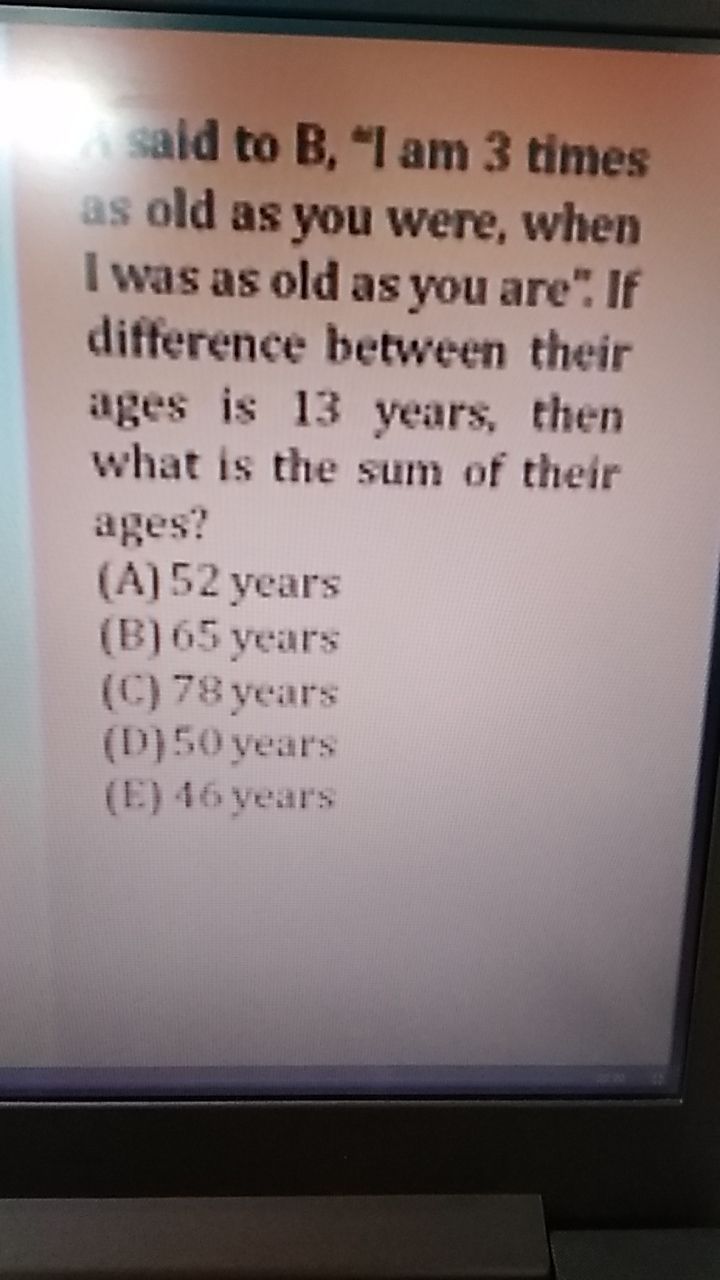 said to B, "I am 3 times
as old as you were, when
I was as old as you are". If
difference between their
ages is 13 years, then
what is the sum of their
ages?
(A) 52 years
(B) 65 years
(C) 78 years
(D) 50 years
(E) 46 years